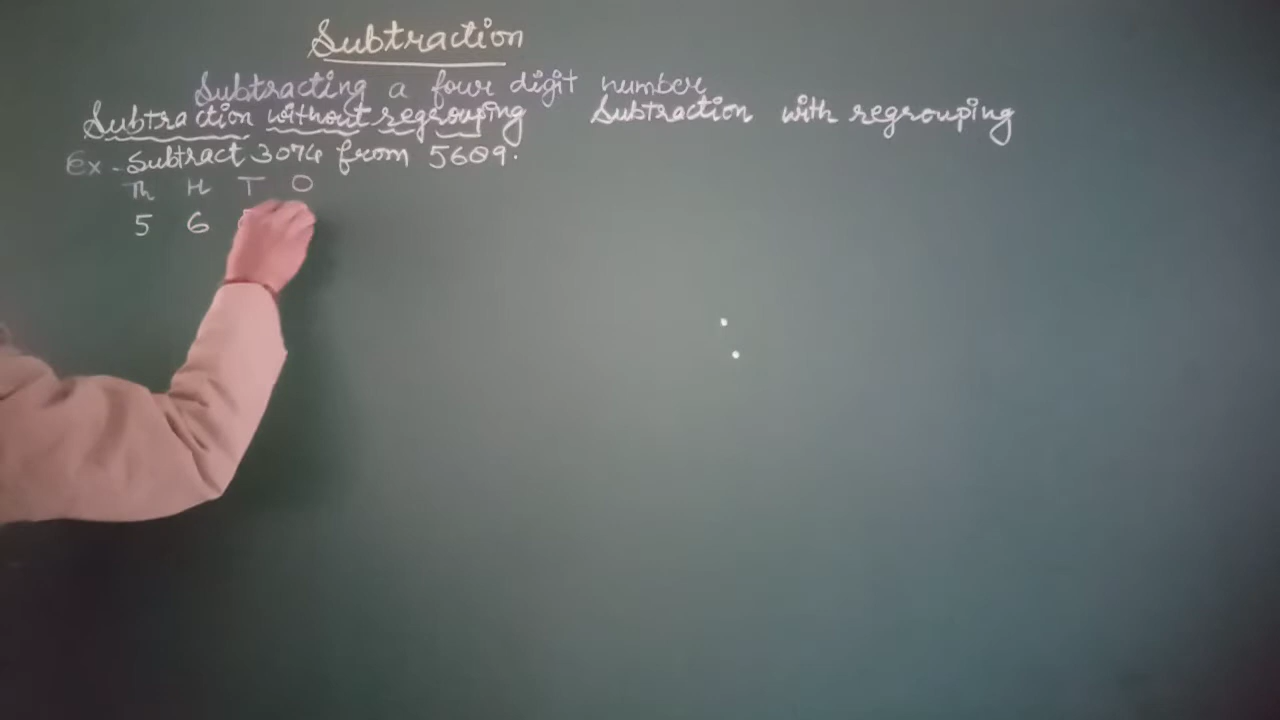 Subtraction
Subtracting a four digit number
Subtraction without regrouping Subtraction with regrouping
Ex - Subtract 3074 from 5609.
Th H T O
5 6